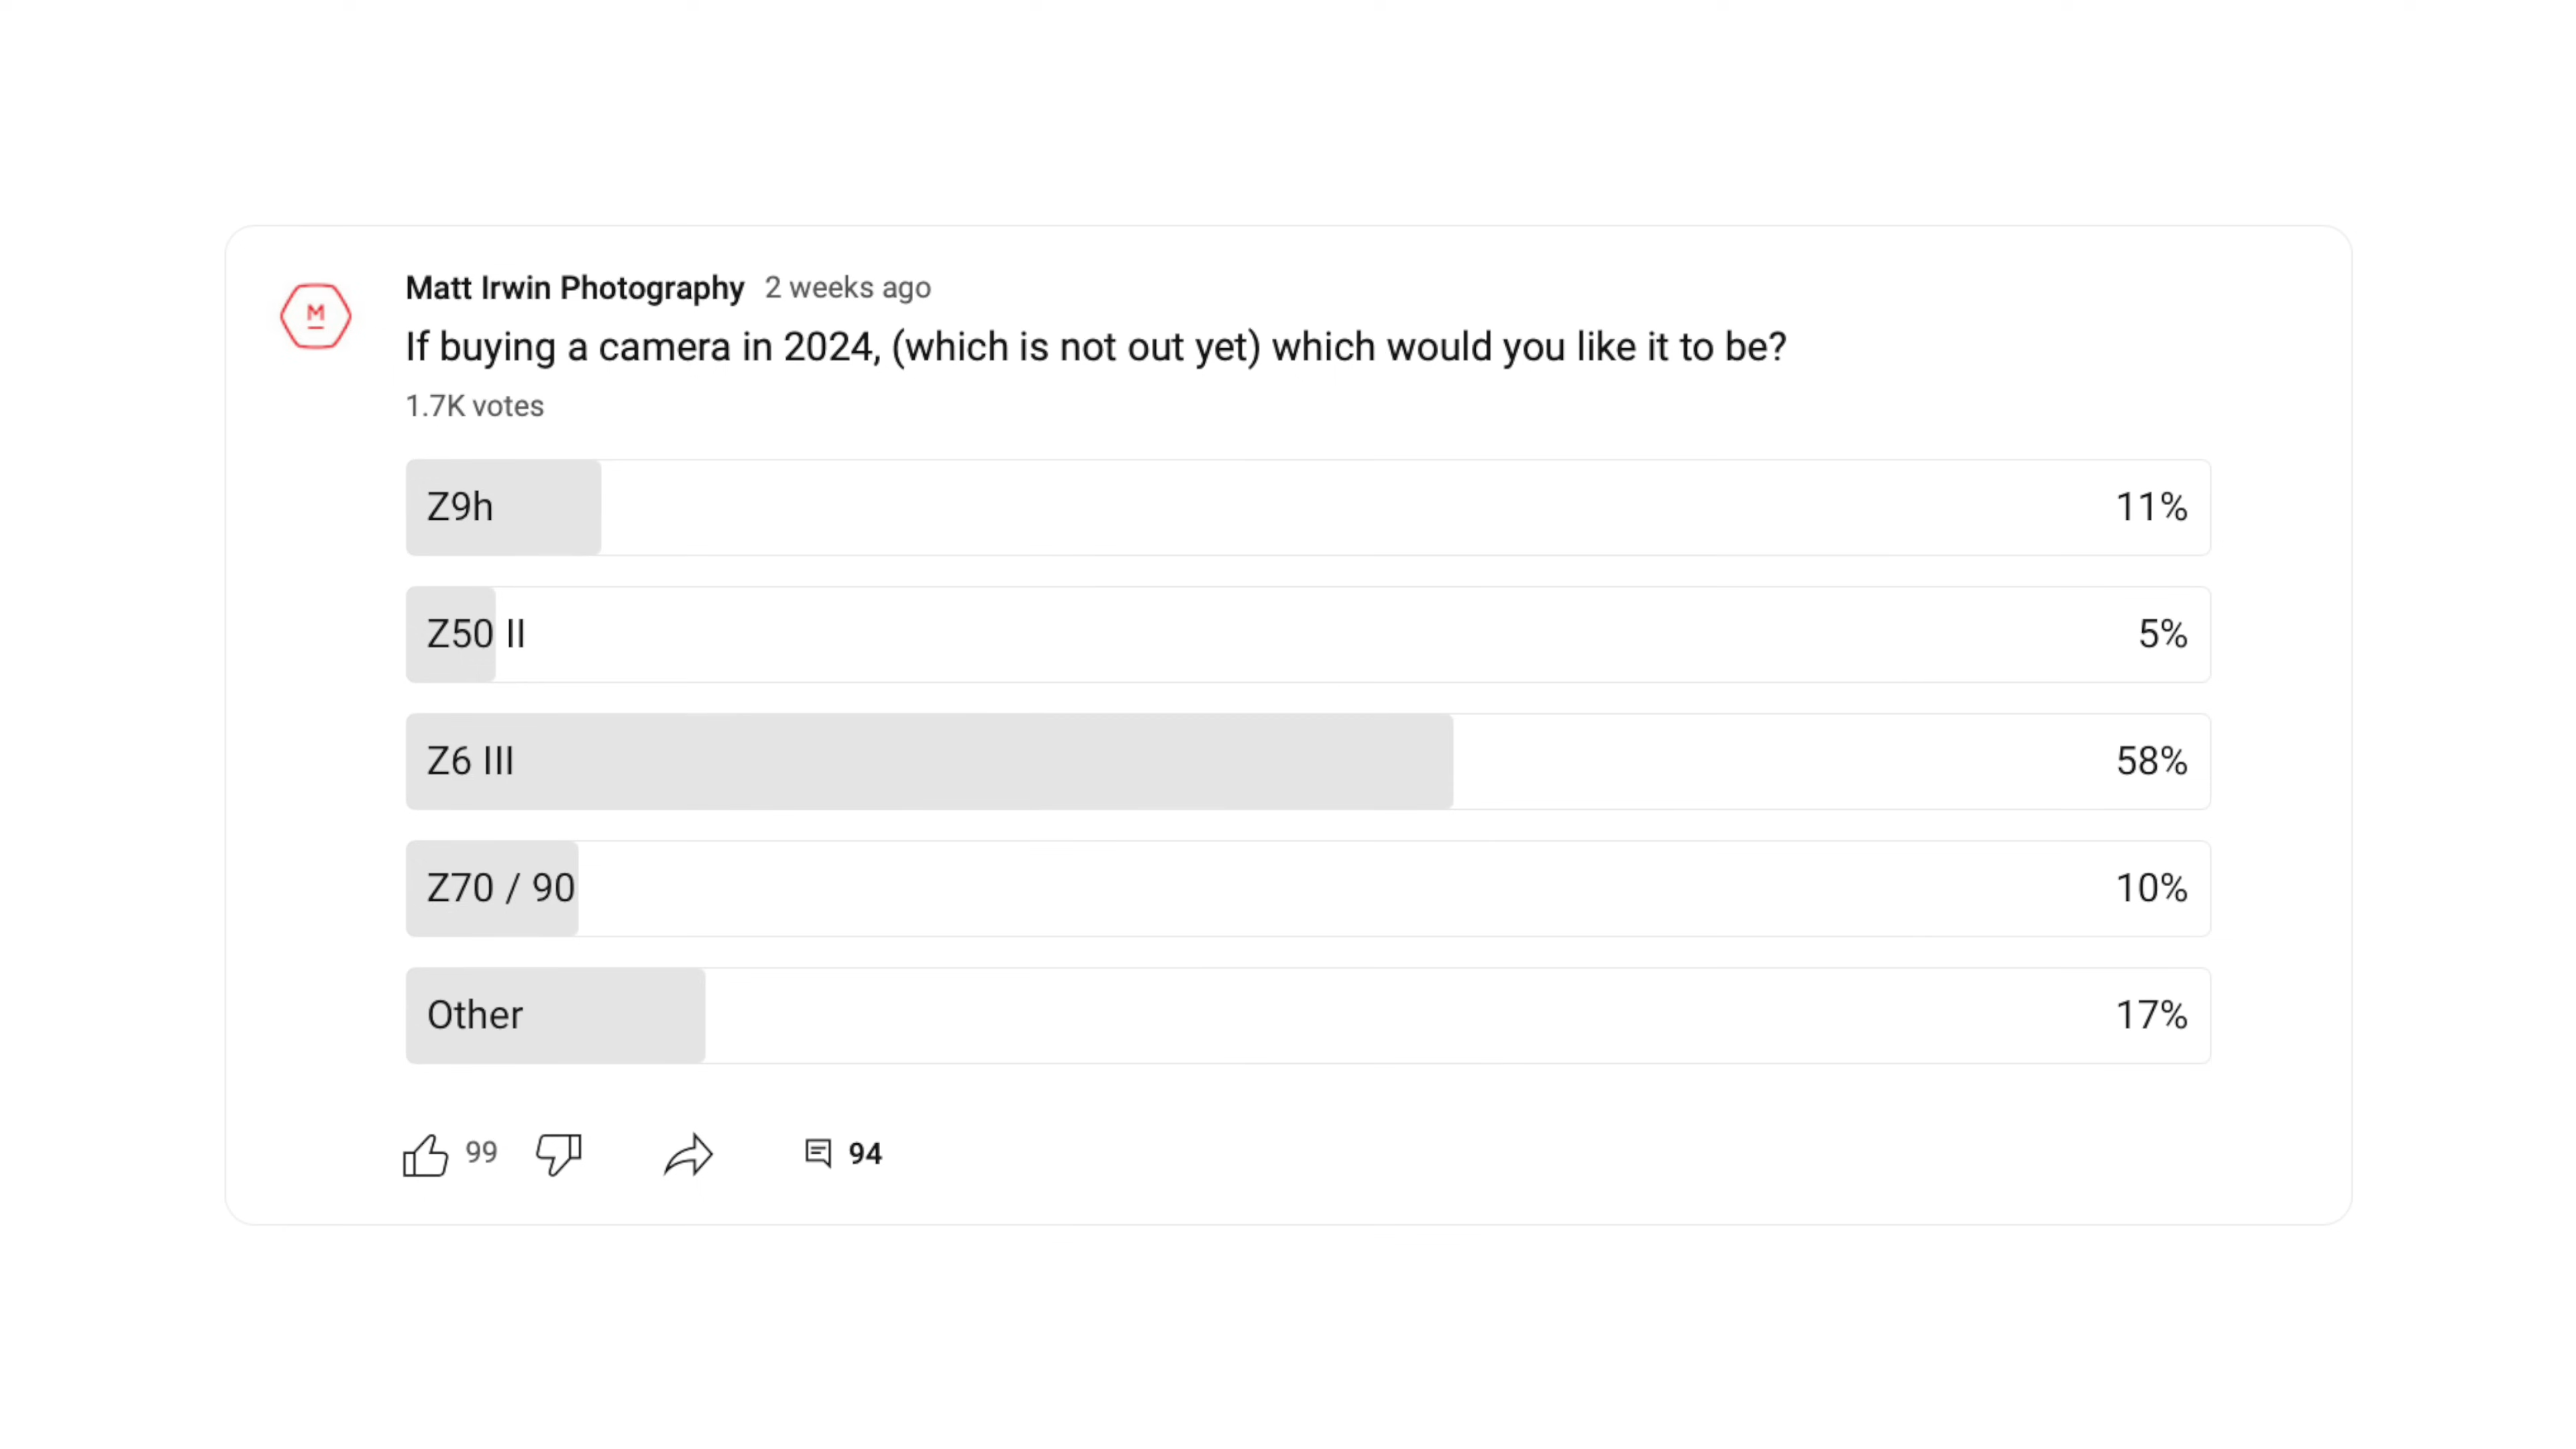 M
Matt Irwin Photography 2 weeks ago
If buying a camera in 2024, (which is not out yet) which would you like it to be?
1.7K votes
Z9h 11%
Z50 II 5%
Z6 III 58%
Z70 / 90 10%
Other 17%
99 94